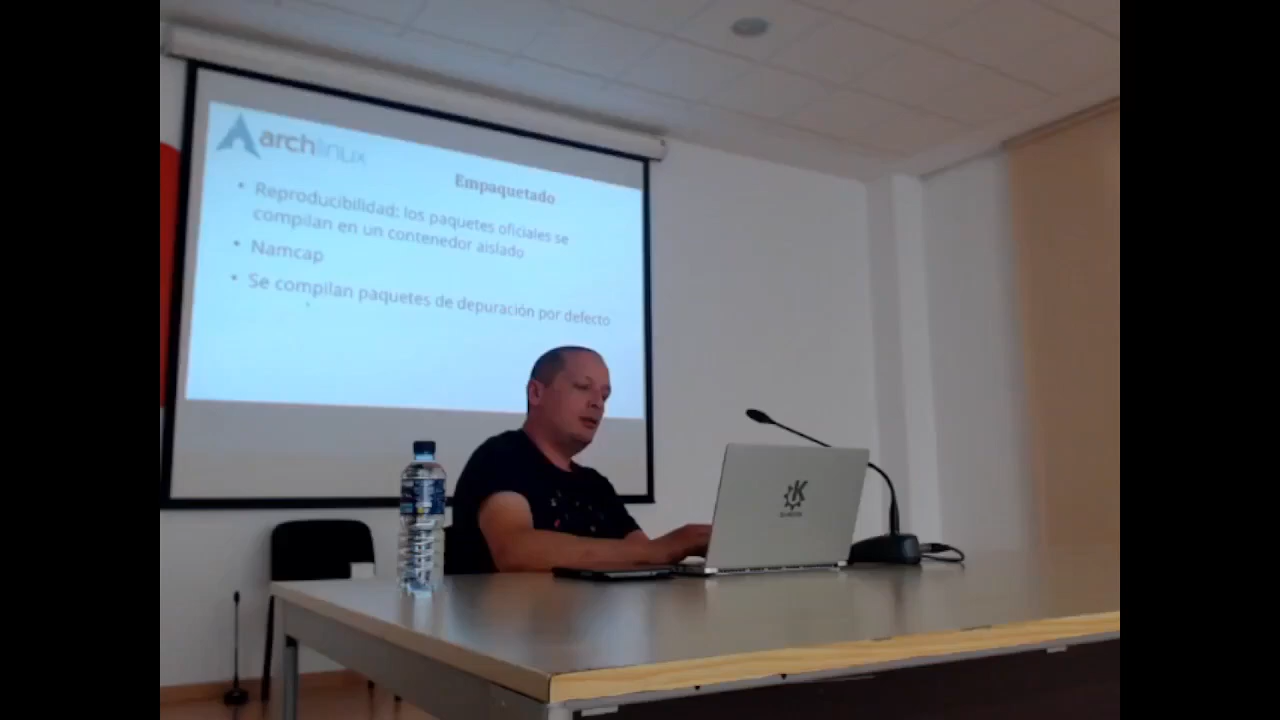 archlinux
Empaquetado
• Reproducibilidad: los paquetes oficiales se
compilan en un contenedor aislado
• Namcap
• Se compilan paquetes de depuración por defecto
K